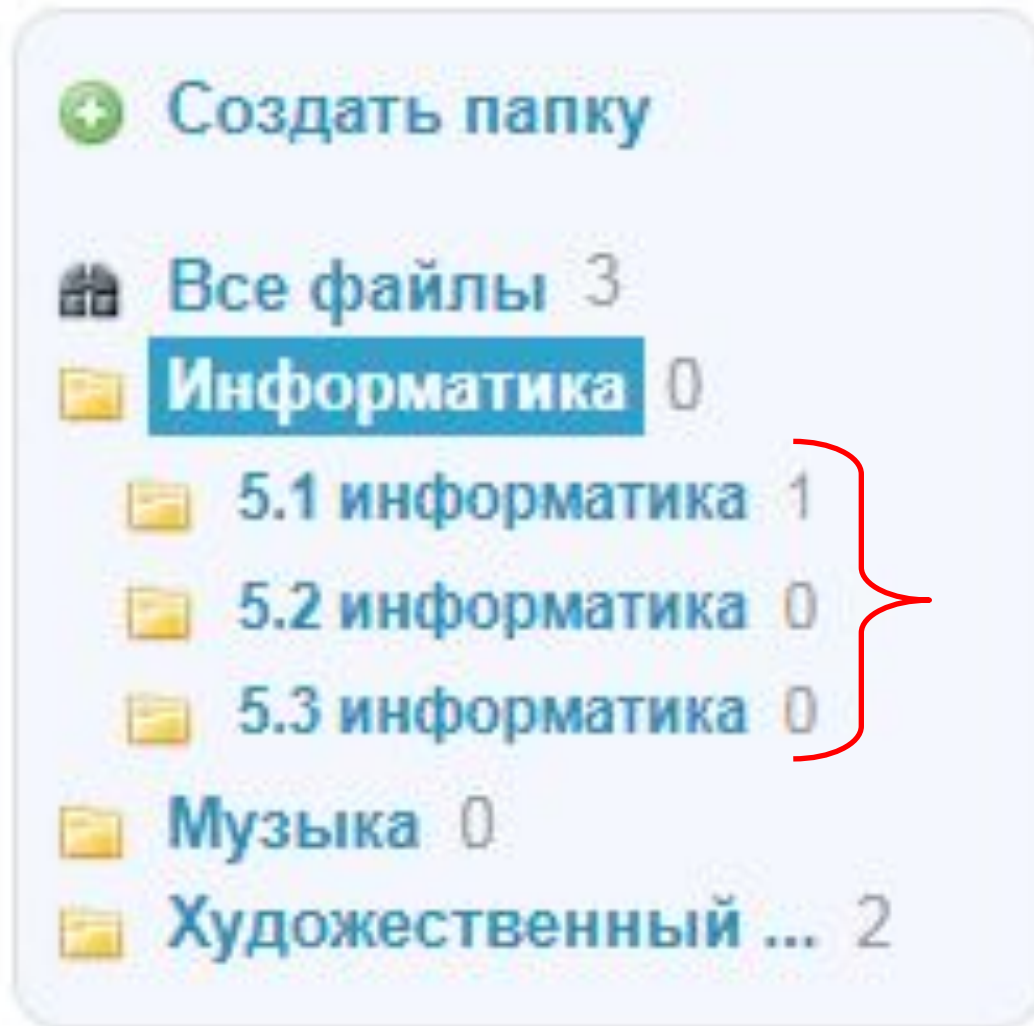 Создать папку
Все файлы 3
Информатика 0
5.1 информатика 1
5.2 информатика 0
5.3 информатика 0
Музыка 0
Художественный ... 2